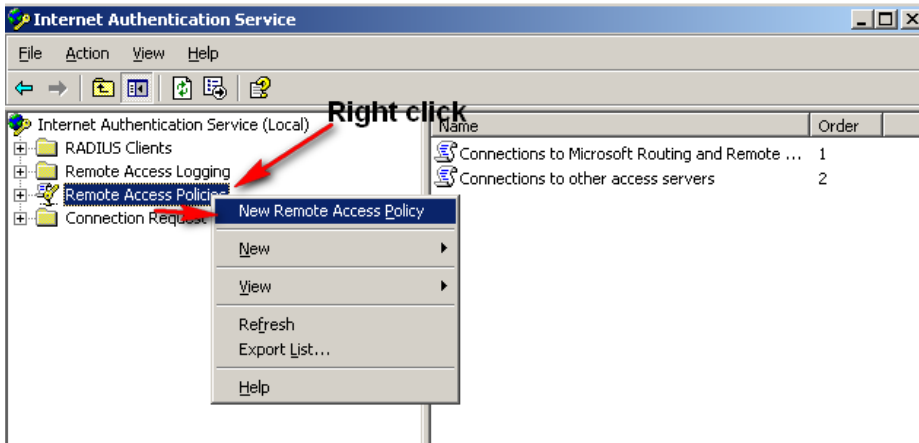 Internet Authentication Service
File Action View Help
Right click
Internet Authentication Service (Local)
RADIUS Clients
Remote Access Logging
Remote Access Policies
Connection Request
New Remote Access Policy
New
View
Refresh
Export List...
Help
Name Order
Connections to Microsoft Routing and Remote ... 1
Connections to other access servers 2